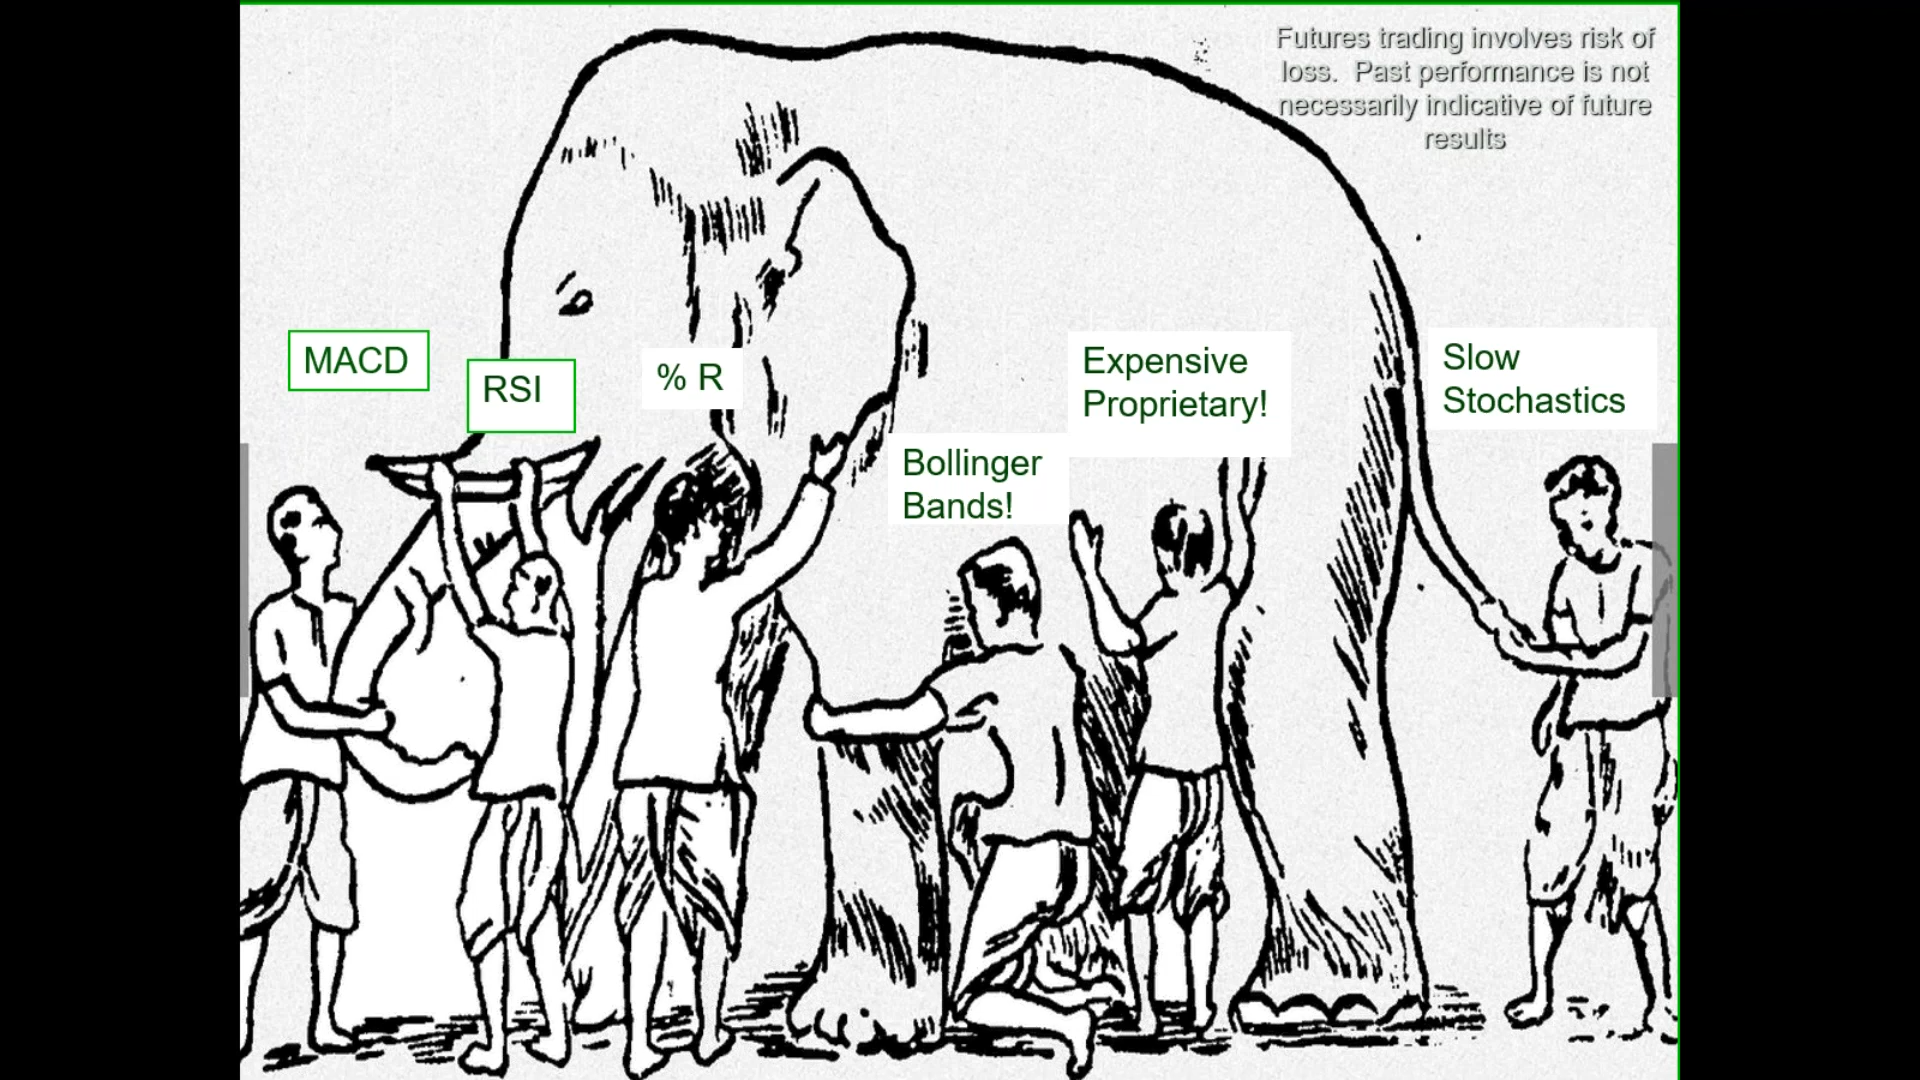 Futures trading involves risk of
loss. Past performance is not
necessarily indicative of future
results
MACD
RSI
% R
Bollinger
Bands!
Expensive
Proprietary!
Slow
Stochastics